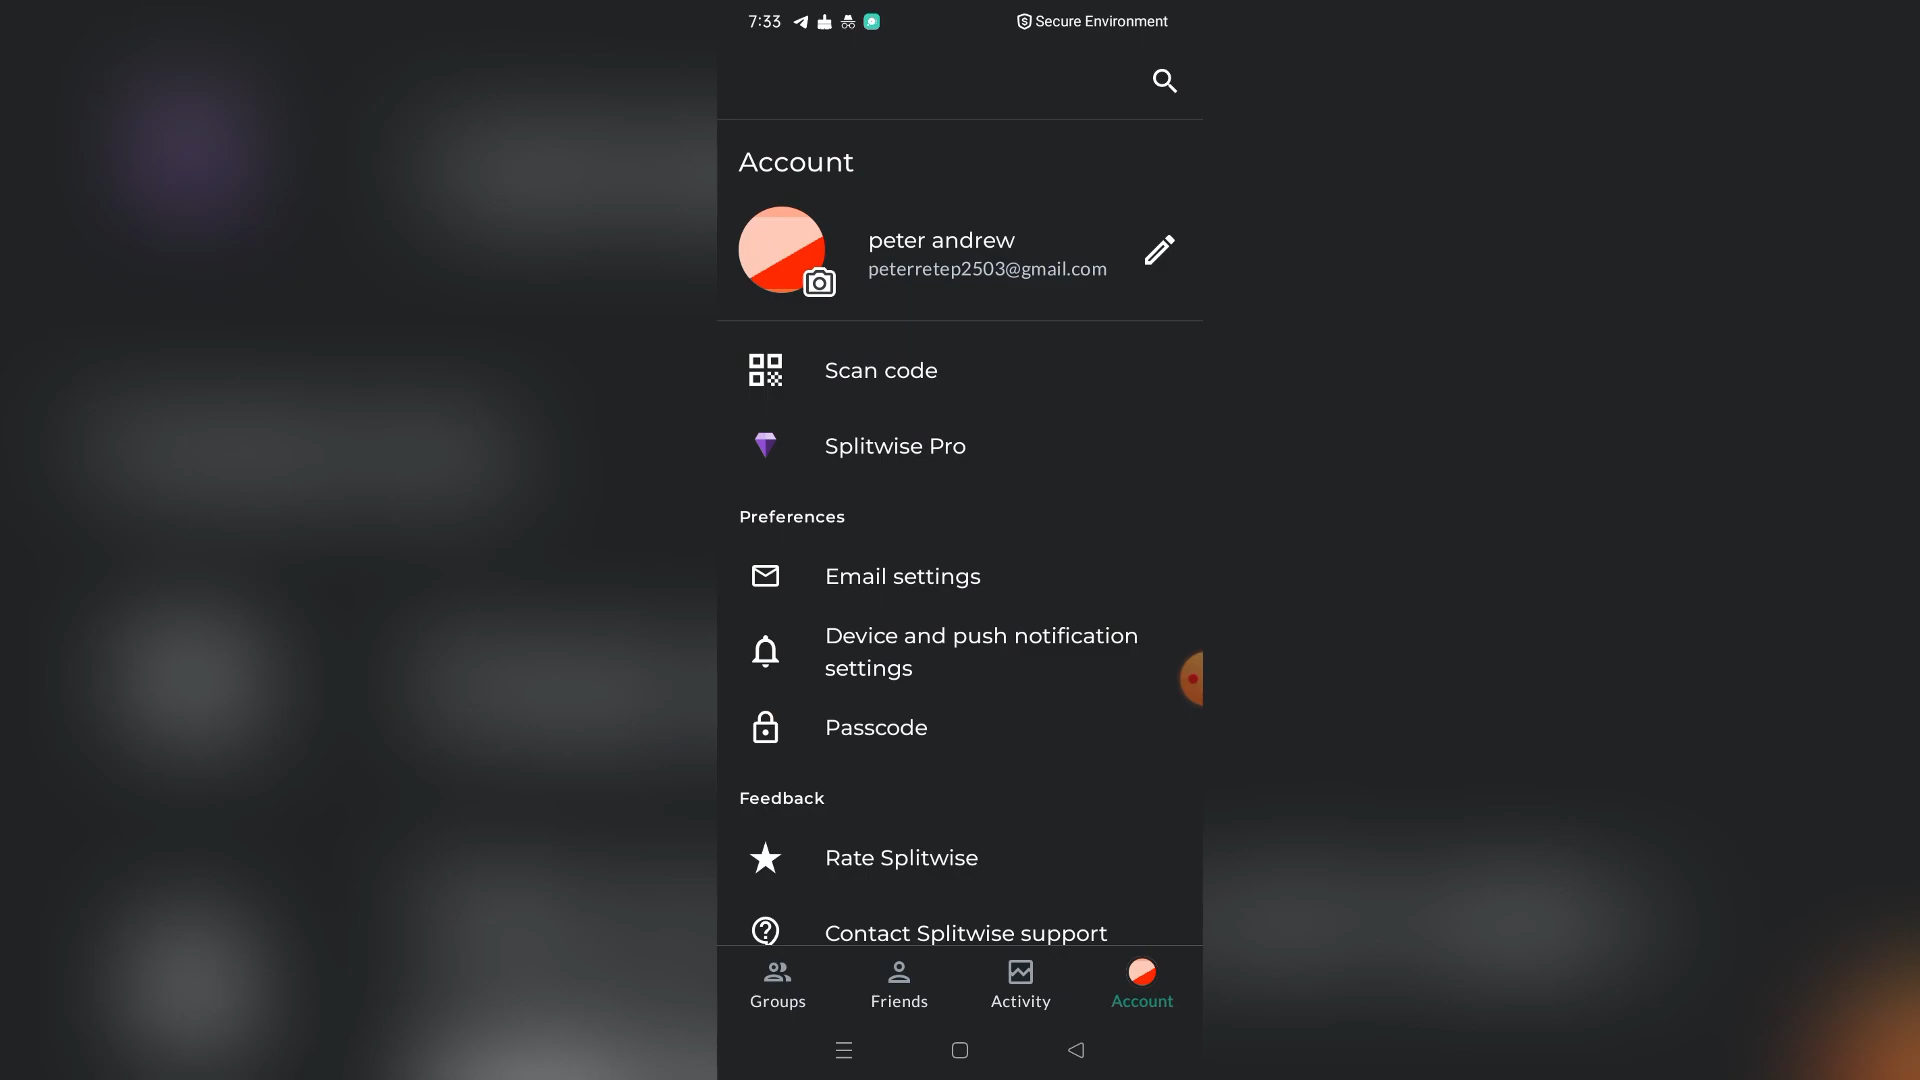 7:33
Secure Environment
Account
peter andrew
peterretep2503@gmail.com
Scan code
Splitwise Pro
Preferences
Email settings
Device and push notification
settings
Passcode
Feedback
Rate Splitwise
Contact Splitwise support
Groups
Friends
Activity
Account